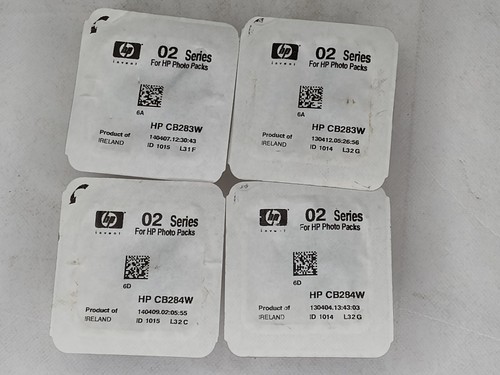 hp
invent
02 Series
For HP Photo Packs
6A
HP CB283W
Product of
IRELAND
140407.12:30:43
ID 1015 L31F
hp
invent
02 Series
For HP Photo Packs
6A
HP CB283W
Product of
IRELAND
130412.05:26:56
ID 1014 L32G
hp
invent
02 Series
For HP Photo Packs
6D
HP CB284W
Product of
IRELAND
140409.02:05:55
ID 1015 L32C
hp
invent
02 Series
For HP Photo Packs
6D
HP CB284W
Product of
IRELAND
130404.13:43:03
ID 1014 L32G